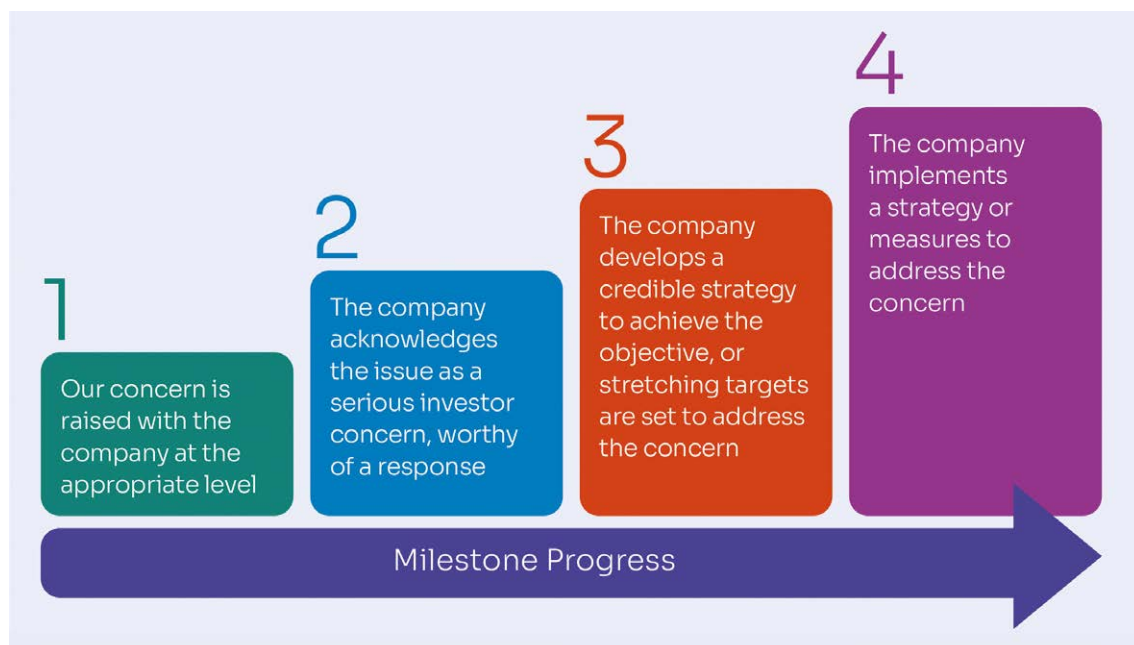 1
Our concern is
raised with the
company at the
appropriate level
2
The company
acknowledges
the issue as a
serious investor
concern, worthy
of a response
3
The company
develops a
credible strategy
to achieve the
objective, or
stretching targets
are set to address
the concern
4
The company
implements
a strategy or
measures to
address the
concern
Milestone Progress